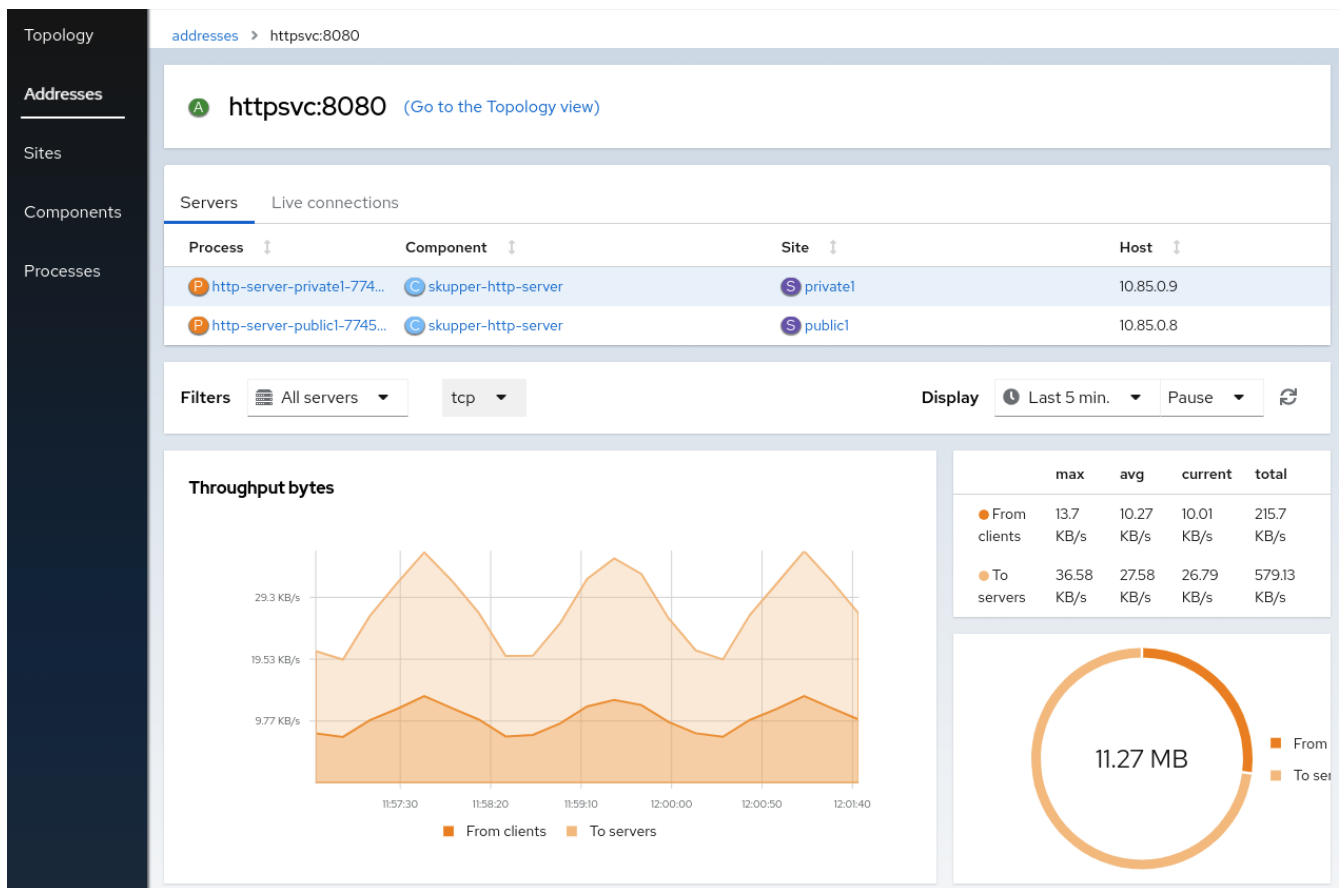 Topology
Addresses
Sites
Components
Processes
addresses > httpsvc:8080
A httpsvc:8080 (Go to the Topology view)
Servers Live connections
Process Component Site Host
P http-server-private1-774... C skupper-http-server S private1 10.85.0.9
P http-server-public1-7745... C skupper-http-server S public1 10.85.0.8
Filters All servers tcp Display Last 5 min. Pause
Throughput bytes
29.3 KB/s
19.53 KB/s
9.77 KB/s
11:57:30 11:58:20 11:59:10 12:00:00 12:00:50 12:01:40
From clients To servers
max avg current total
From clients 13.7 KB/s 10.27 KB/s 10.01 KB/s 215.7 KB/s
To servers 36.58 KB/s 27.58 KB/s 26.79 KB/s 579.13 KB/s
11.27 MB
From
To ser